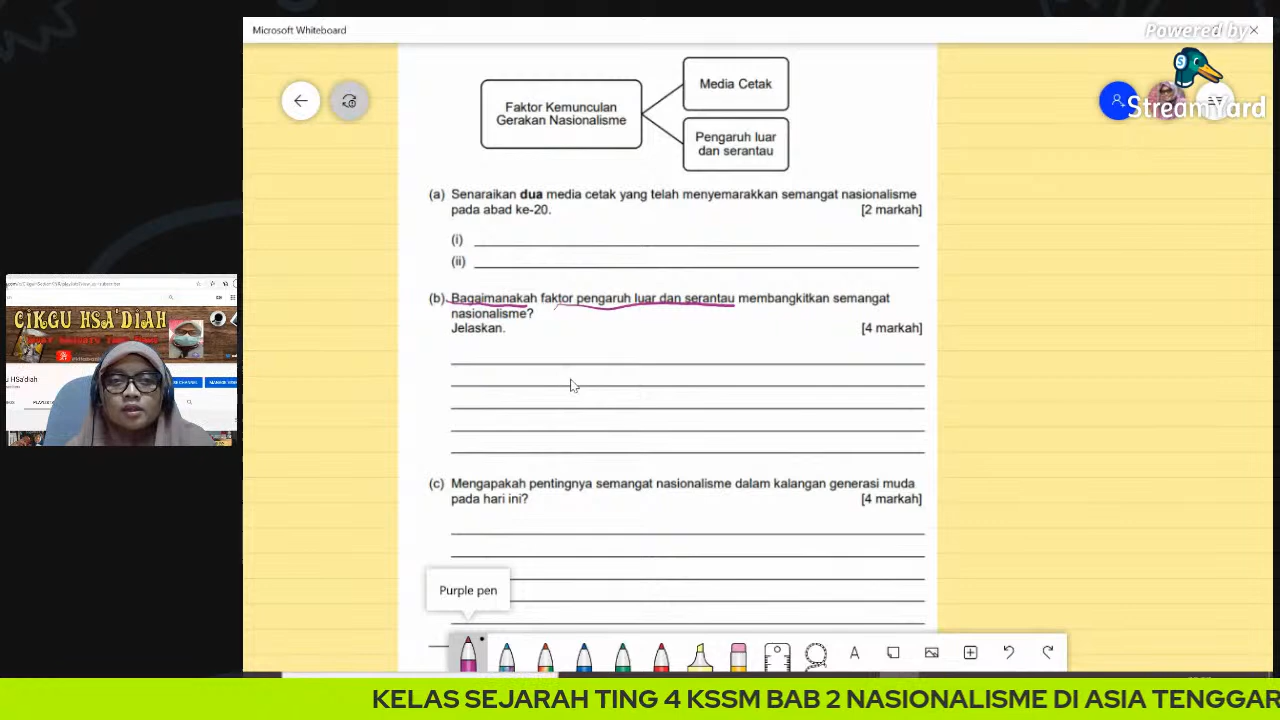 Microsoft Whiteboard
Powered by
StreamYard
Faktor Kemunculan
Gerakan Nasionalisme
Media Cetak
Pengaruh luar
dan serantau
(a) Senaraikan dua media cetak yang telah menyemarakkan semangat nasionalisme
pada abad ke-20. [2 markah]
(i)
(ii)
(b) Bagaimanakah faktor pengaruh luar dan serantau membangkitkan semangat
nasionalisme?
Jelaskan. [4 markah]
(c) Mengapakah pentingnya semangat nasionalisme dalam kalangan generasi muda
pada hari ini? [4 markah]
CIKGU HSA'DIAH
HSa'diah
Purple pen
A
KELAS SEJARAH TING 4 KSSM BAB 2 NASIONALISME DI ASIA TENGGAR